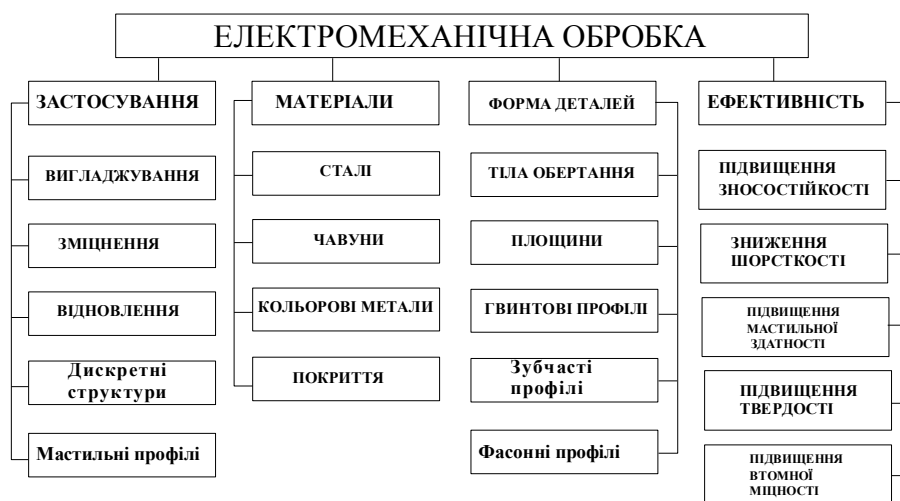 ЕЛЕКТРОМЕХАНІЧНА ОБРОБКА
ЗАСТОСУВАННЯ
ВИГЛАДЖУВАННЯ
ЗМІЦНЕННЯ
ВІДНОВЛЕННЯ
Дискретні
структури
Мастильні профілі
МАТЕРІАЛИ
СТАЛІ
ЧАВУНИ
КОЛЬОРОВІ МЕТАЛИ
ПОКРИТТЯ
ФОРМА ДЕТАЛЕЙ
ТІЛА ОБЕРТАННЯ
ПЛОЩИНИ
ГВИНТОВІ ПРОФІЛІ
Зубчасті
профілі
Фасонні профілі
ЕФЕКТИВНІСТЬ
ПІДВИЩЕННЯ
ЗНОСОСТІЙКОСТІ
ЗНИЖЕННЯ
ШОРСТКОСТІ
ПІДВИЩЕННЯ
МАСТИЛЬНОЇ
ЗДАТНОСТІ
ПІДВИЩЕННЯ
ТВЕРДОСТІ
ПІДВИЩЕННЯ
ВТОМНОЇ
МІЦНОСТІ